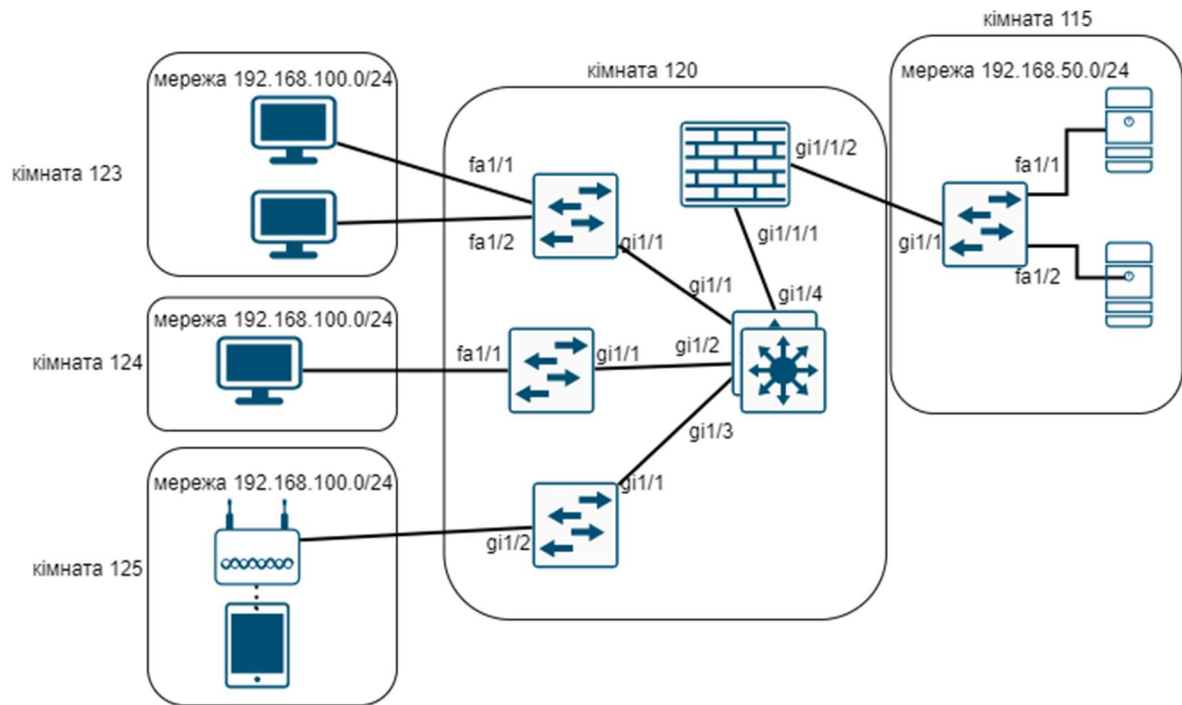 кімната 115
кімната 120
мережа 192.168.100.0/24
мережа 192.168.50.0/24
кімната 123
fa1/1
fa1/2
gi1/1
gi1/1
gi1/1/2
gi1/1/1
gi1/4
gi1/1
fa1/1
fa1/2
мережа 192.168.100.0/24
кімната 124
fa1/1
gi1/1
gi1/2
gi1/3
мережа 192.168.100.0/24
кімната 125
gi1/2
gi1/1